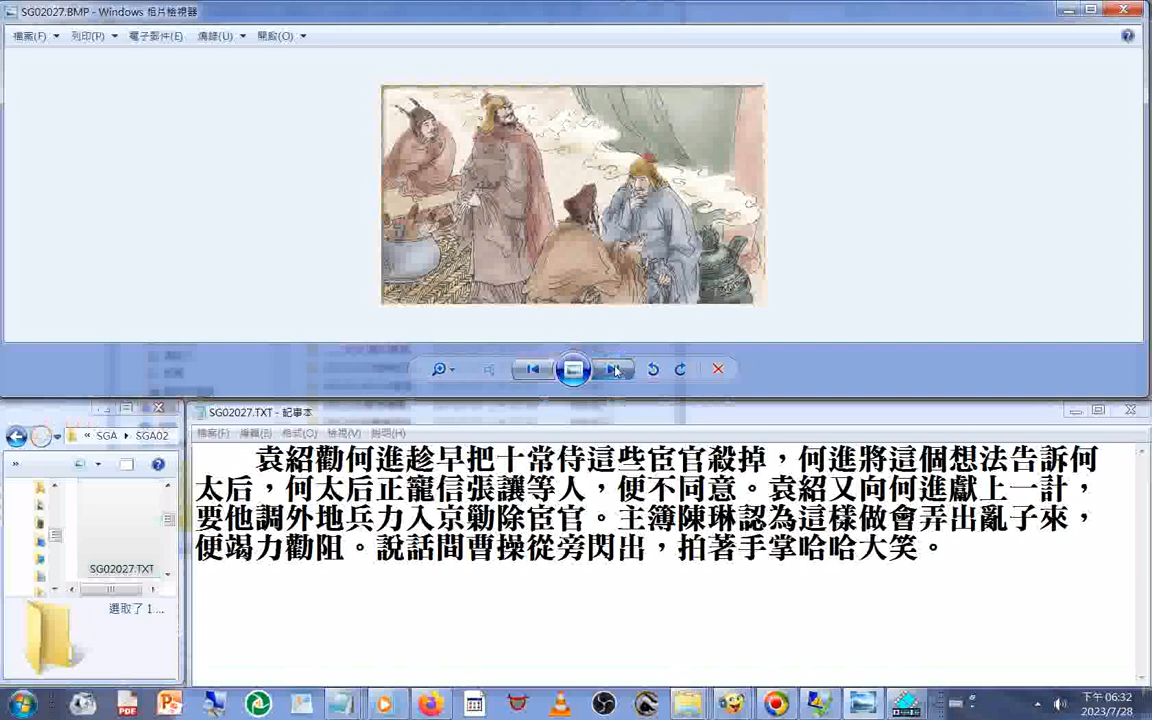 SG02027.BMP - Windows 相片檢視器
檔案(F) 列印(P) 電子郵件(E) 燒錄(U) 開啟(O)
« SGA ▸ SGA02
SG02027.TXT - 記事本
檔案(F) 編輯(E) 格式(O) 檢視(V) 說明(H)
»
袁紹勸何進趁早把十常侍這些宦官殺掉，何進將這個想法告訴何
太后，何太后正寵信張讓等人，便不同意。袁紹又向何進獻上一計，
要他調外地兵力入京勦除宦官。主簿陳琳認為這樣做會弄出亂子來，
便竭力勸阻。說話間曹操從旁閃出，拍著手掌哈哈大笑。
SG02027.TXT
選取了 1 ...
PDF
下午 06:32
2023/7/28